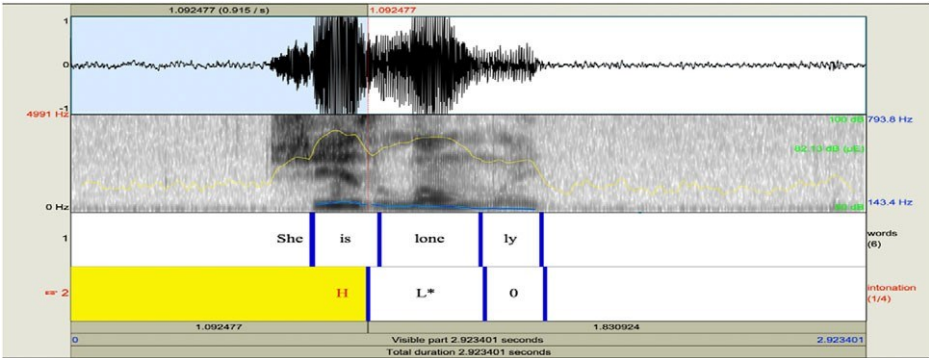 1.092477 (0.915 / s) 1.092477
1
0
-1
4991 Hz 100 dB 793.8 Hz
0 Hz 143.4 Hz
1 She is lone ly words
(6)
2 H L* 0 intonation
(1/4)
1.092477 1.830924
0 Visible part 2.923401 seconds 2.923401
Total duration 2.923401 seconds